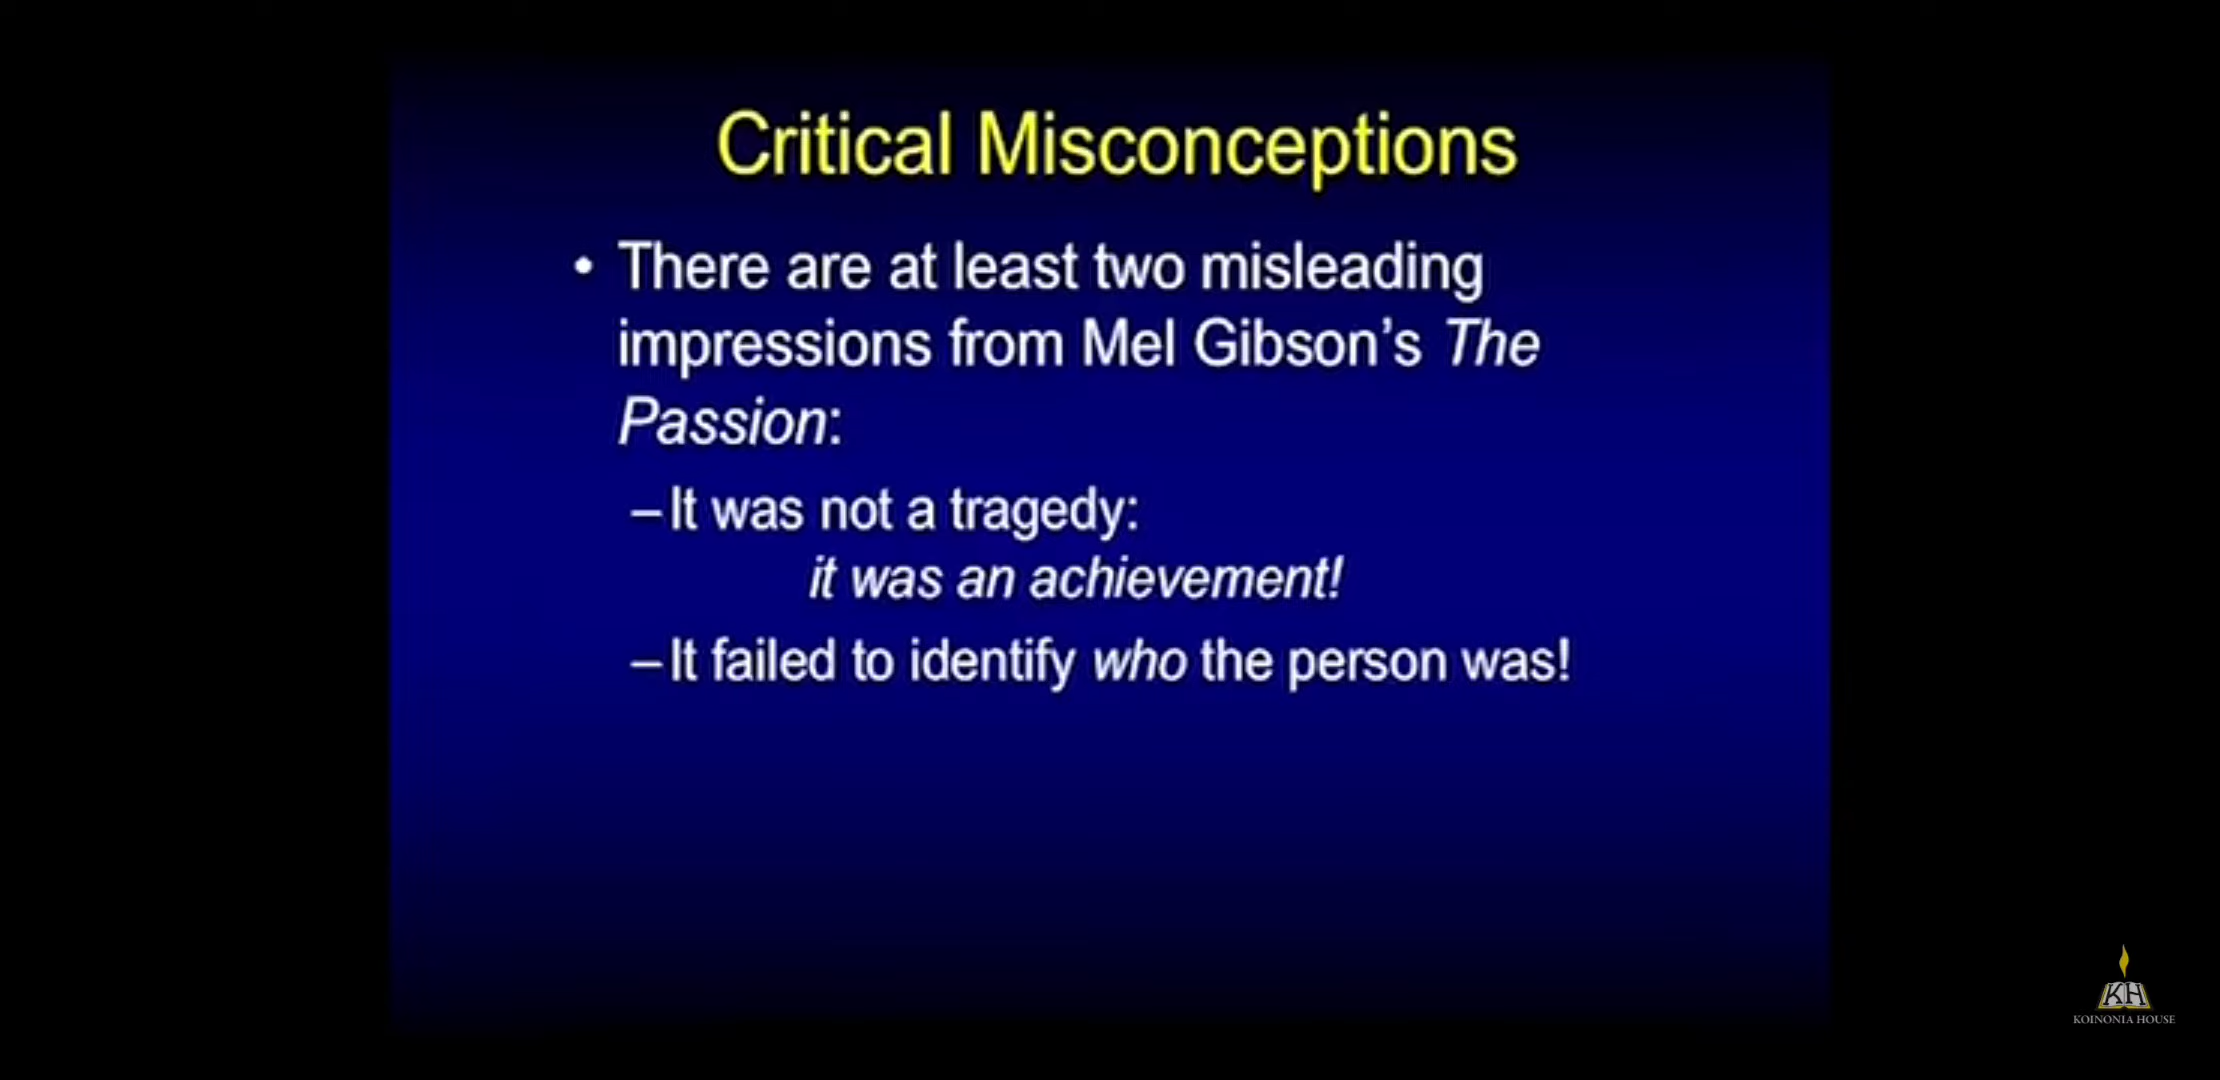 Critical Misconceptions
• There are at least two misleading
impressions from Mel Gibson's The
Passion:
–It was not a tragedy:
it was an achievement!
–It failed to identify who the person was!
KH
KOINONIA HOUSE